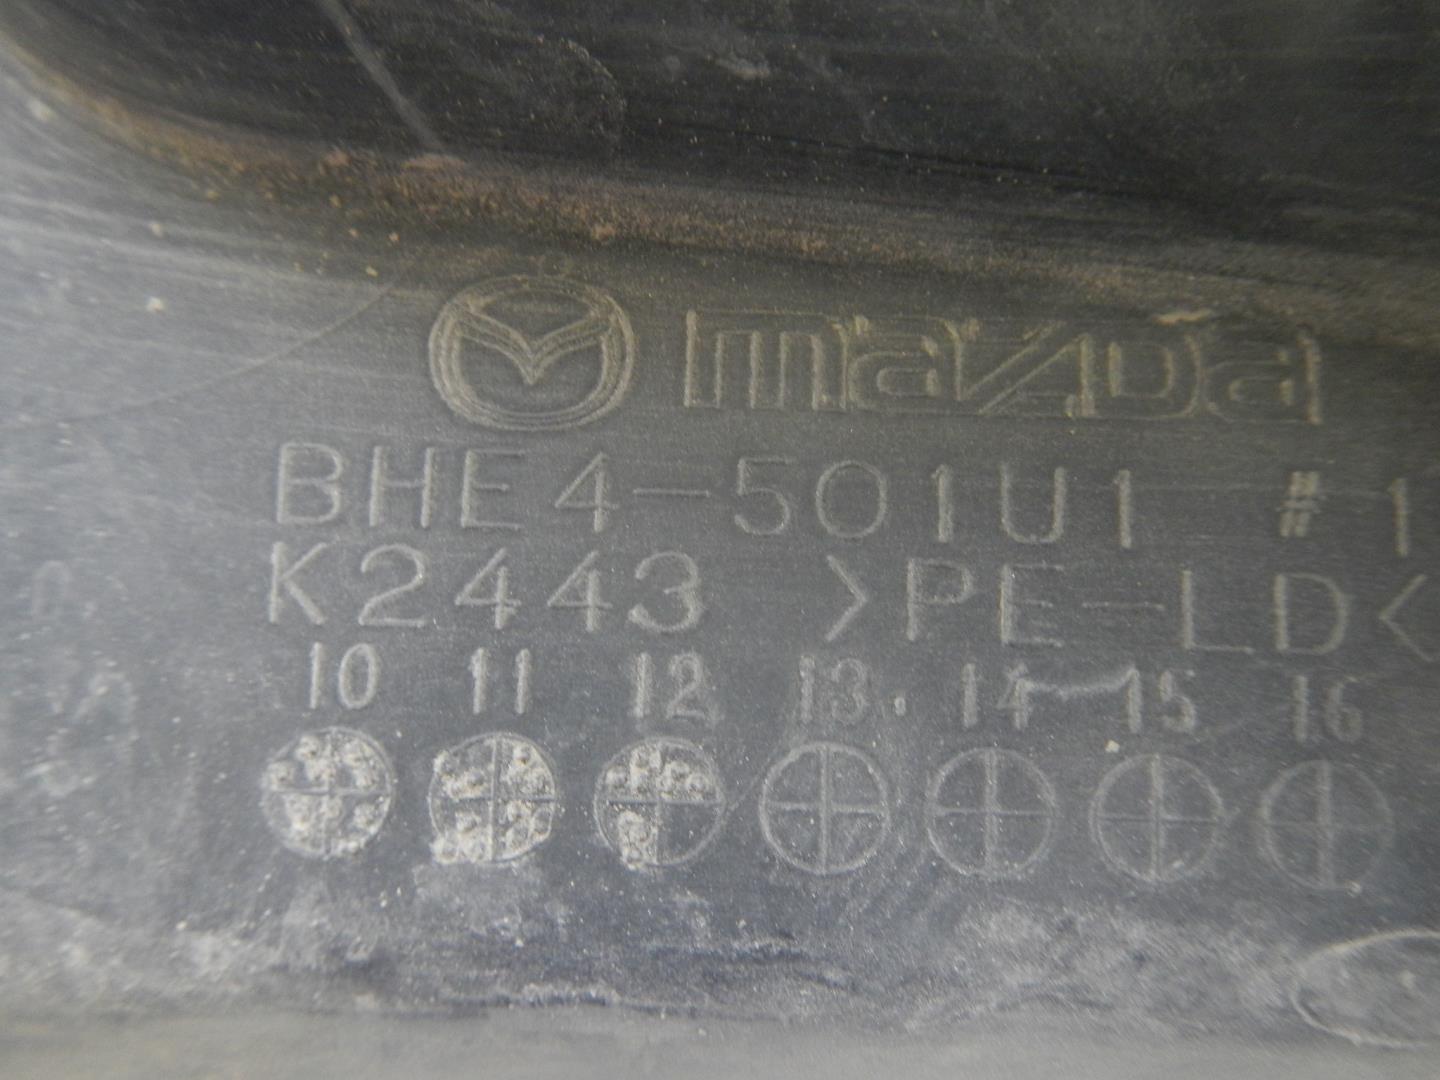 mazda
BHE4-501U1 #1
K2443 >PE-LD<
10 11 12 13 14 15 16